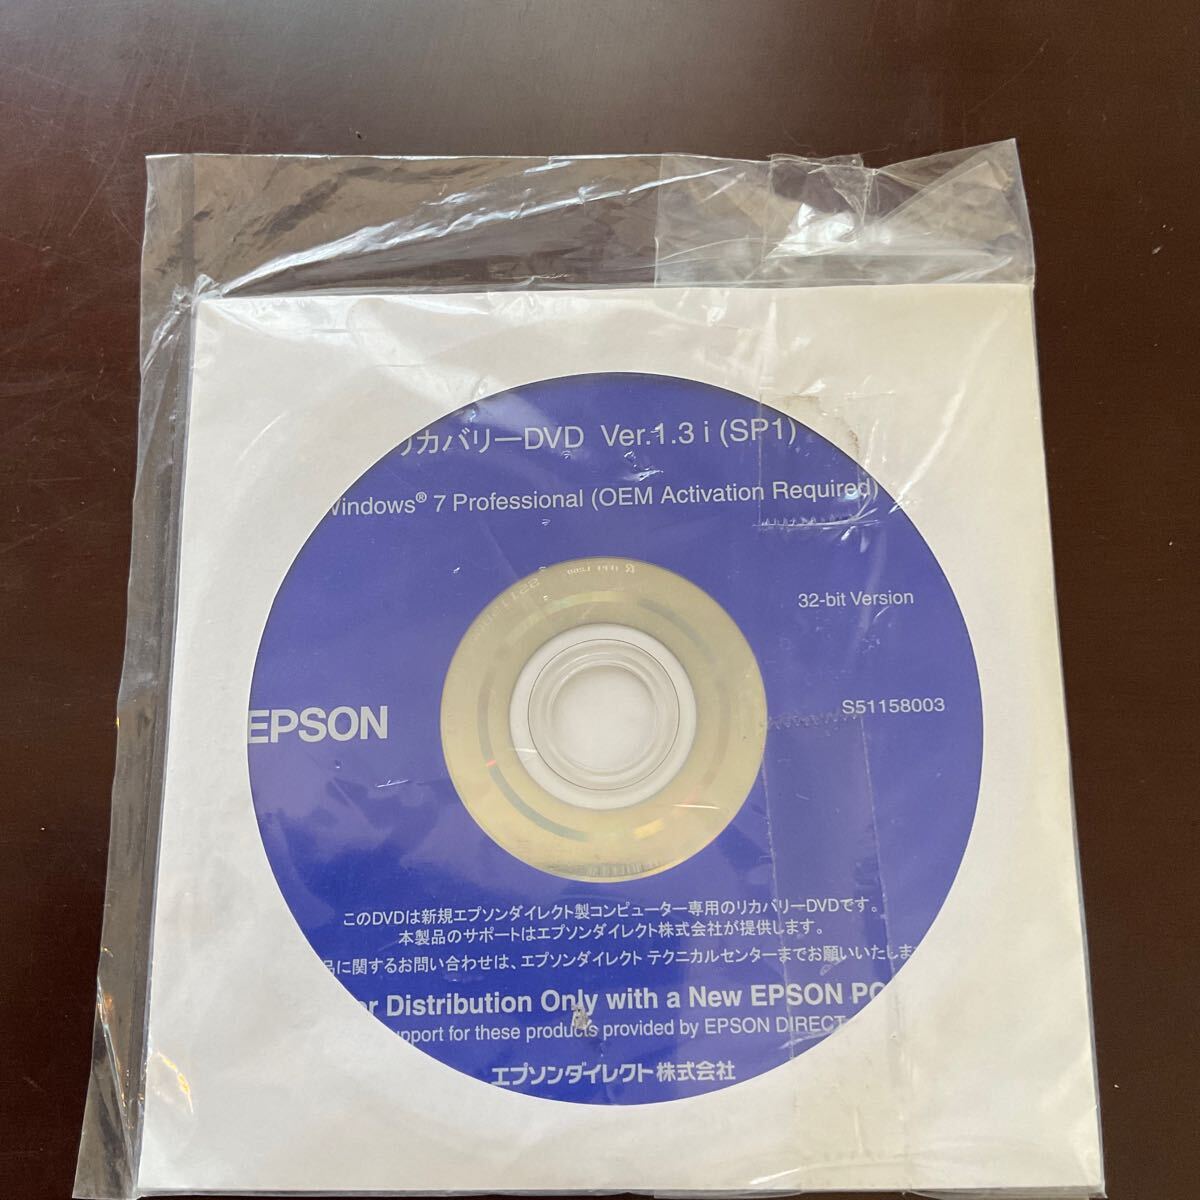 リカバリーDVD Ver.1.3 i (SP1)
Windows® 7 Professional (OEM Activation Required)
32-bit Version
EPSON
S51158003
このDVDは新規エプソンダイレクト製コンピューター専用のリカバリーDVDです。
本製品のサポートはエプソンダイレクト株式会社が提供します。
品に関するお問い合わせは、エプソンダイレクト テクニカルセンターまでお願いいたしま
or Distribution Only with a New EPSON PC
upport for these products provided by EPSON DIRECT
エプソンダイレクト株式会社